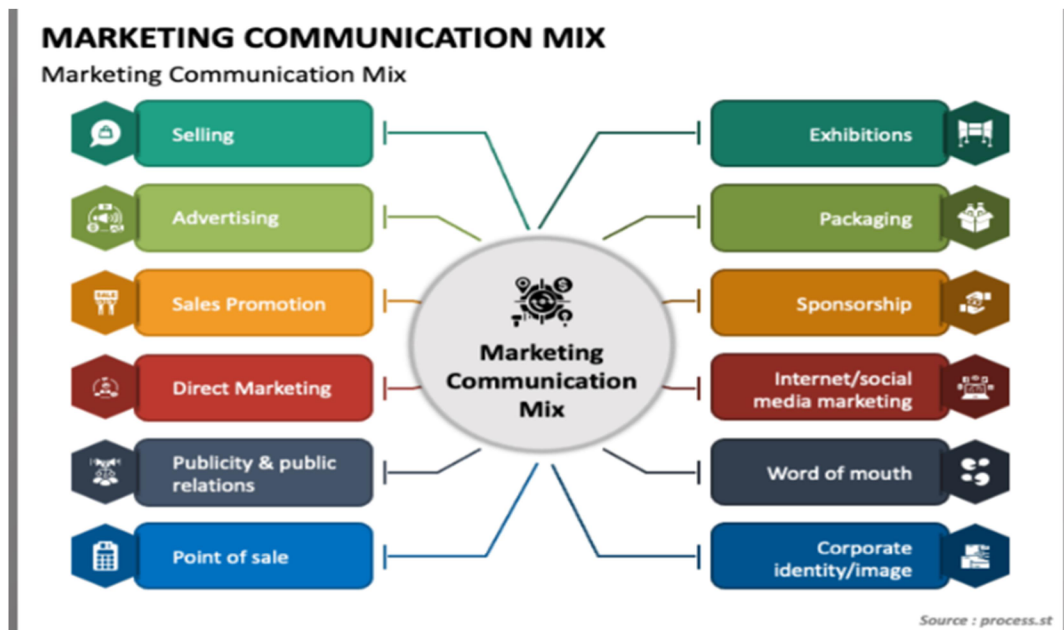 MARKETING COMMUNICATION MIX
Marketing Communication Mix
Selling
Advertising
Sales Promotion
Direct Marketing
Publicity & public
relations
Point of sale
Marketing
Communication
Mix
Exhibitions
Packaging
Sponsorship
Internet/social
media marketing
Word of mouth
Corporate
identity/image
Source : process.st